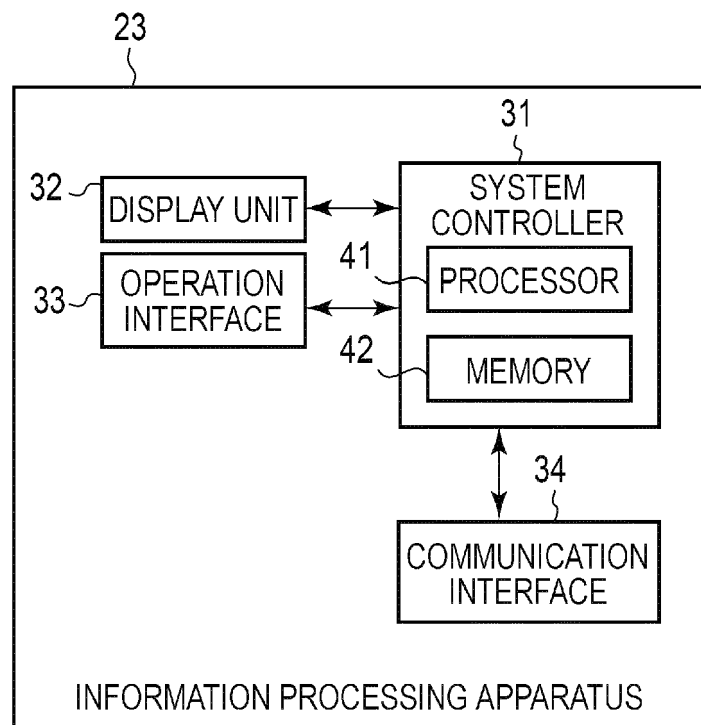 23
31
32
DISPLAY UNIT
SYSTEM
CONTROLLER
41
PROCESSOR
33
OPERATION
INTERFACE
42
MEMORY
34
COMMUNICATION
INTERFACE
INFORMATION PROCESSING APPARATUS